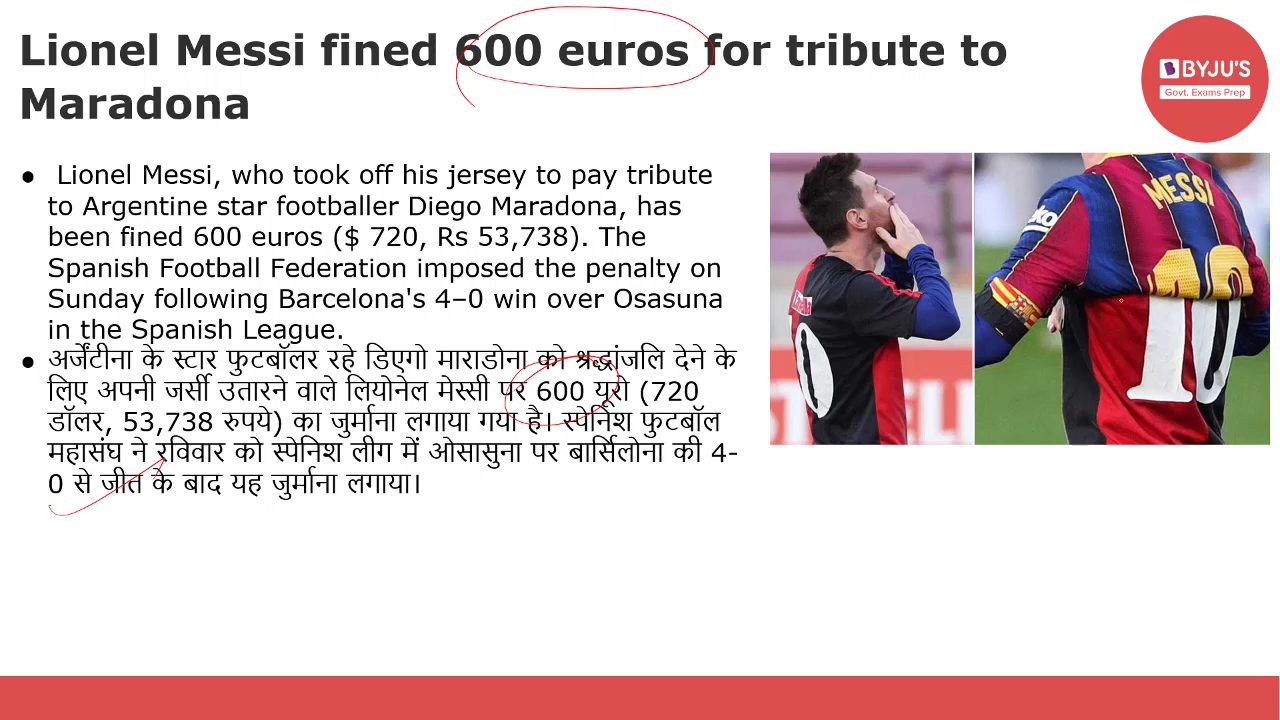 Lionel Messi fined 600 euros for tribute to
Maradona
BYJU'S
Govt. Exams Prep
● Lionel Messi, who took off his jersey to pay tribute
to Argentine star footballer Diego Maradona, has
been fined 600 euros ($ 720, Rs 53,738). The
Spanish Football Federation imposed the penalty on
Sunday following Barcelona's 4–0 win over Osasuna
in the Spanish League.
● अर्जेंटीना के स्टार फुटबॉलर रहे डिएगो माराडोना को श्रद्धांजलि देने के
लिए अपनी जर्सी उतारने वाले लियोनेल मेस्सी पर 600 यूरो (720
डॉलर, 53,738 रुपये) का जुर्माना लगाया गया है। स्पेनिश फुटबॉल
महासंघ ने रविवार को स्पेनिश लीग में ओसासुना पर बार्सिलोना की 4-
0 से जीत के बाद यह जुर्माना लगाया।
MESSI
10